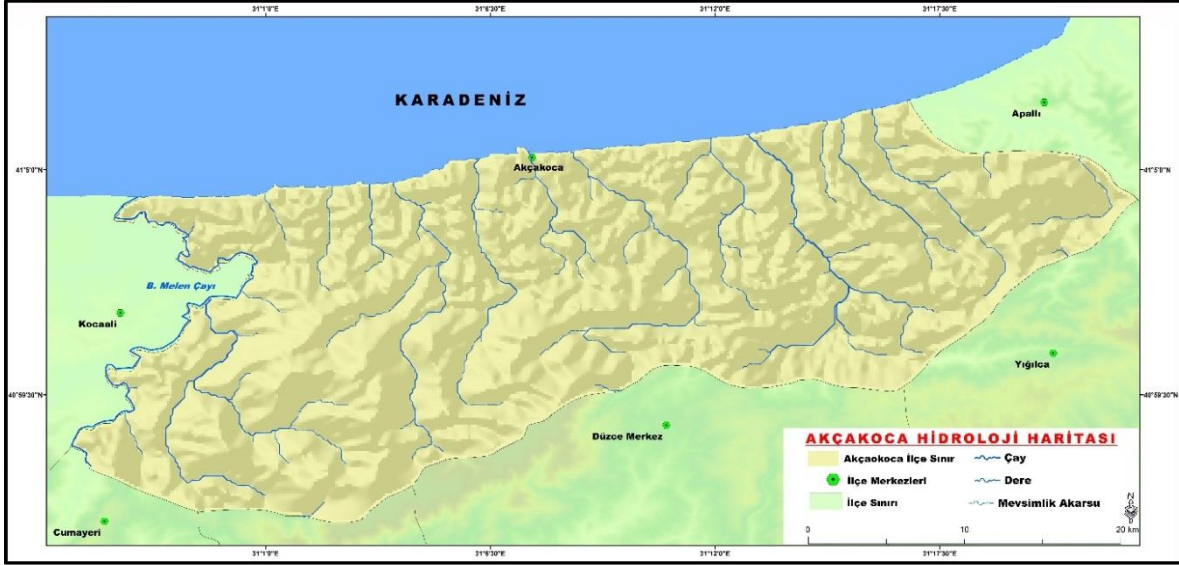 31°1'0"E
31°6'30"E
31°12'0"E
31°17'30"E
KARADENİZ
Apallı
Akçakoca
41°5'0"N
41°5'0"N
B. Melen Çayı
Kocaali
Yığılca
40°59'30"N
40°59'30"N
Düzce Merkez
AKÇAKOCA HİDROLOJİ HARİTASI
Akçaokoca İlçe Sınır
Çay
İlçe Merkezleri
Dere
İlçe Sınırı
Mevsimlik Akarsu
Cumayeri
0 10 20 km
31°1'0"E
31°6'30"E
31°12'0"E
31°17'30"E